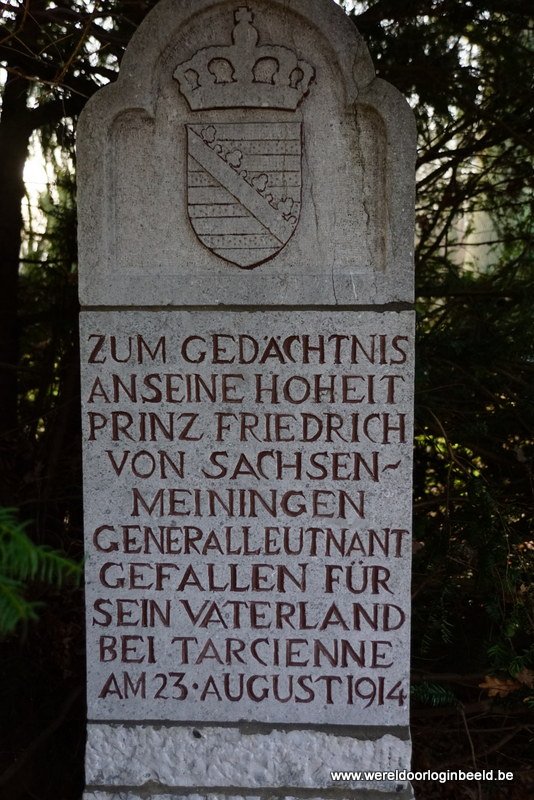 ZUM GEDÄCHTNIS
AN SEINE HOHEIT
PRINZ FRIEDRICH
VON SACHSEN~
MEININGEN
GENERALLEUTNANT
GEFALLEN FÜR
SEIN VATERLAND
BEI TARCIENNE
AM 23·AUGUST 1914
www.wereldoorloginbeeld.be